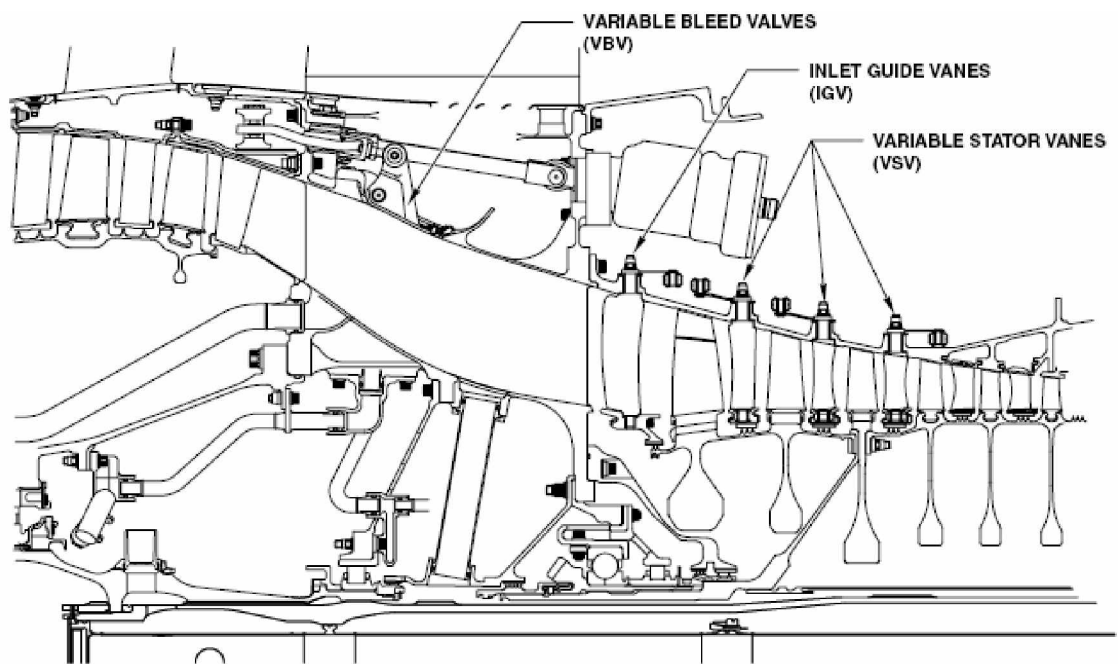 VARIABLE BLEED VALVES
(VBV)
INLET GUIDE VANES
(IGV)
VARIABLE STATOR VANES
(VSV)